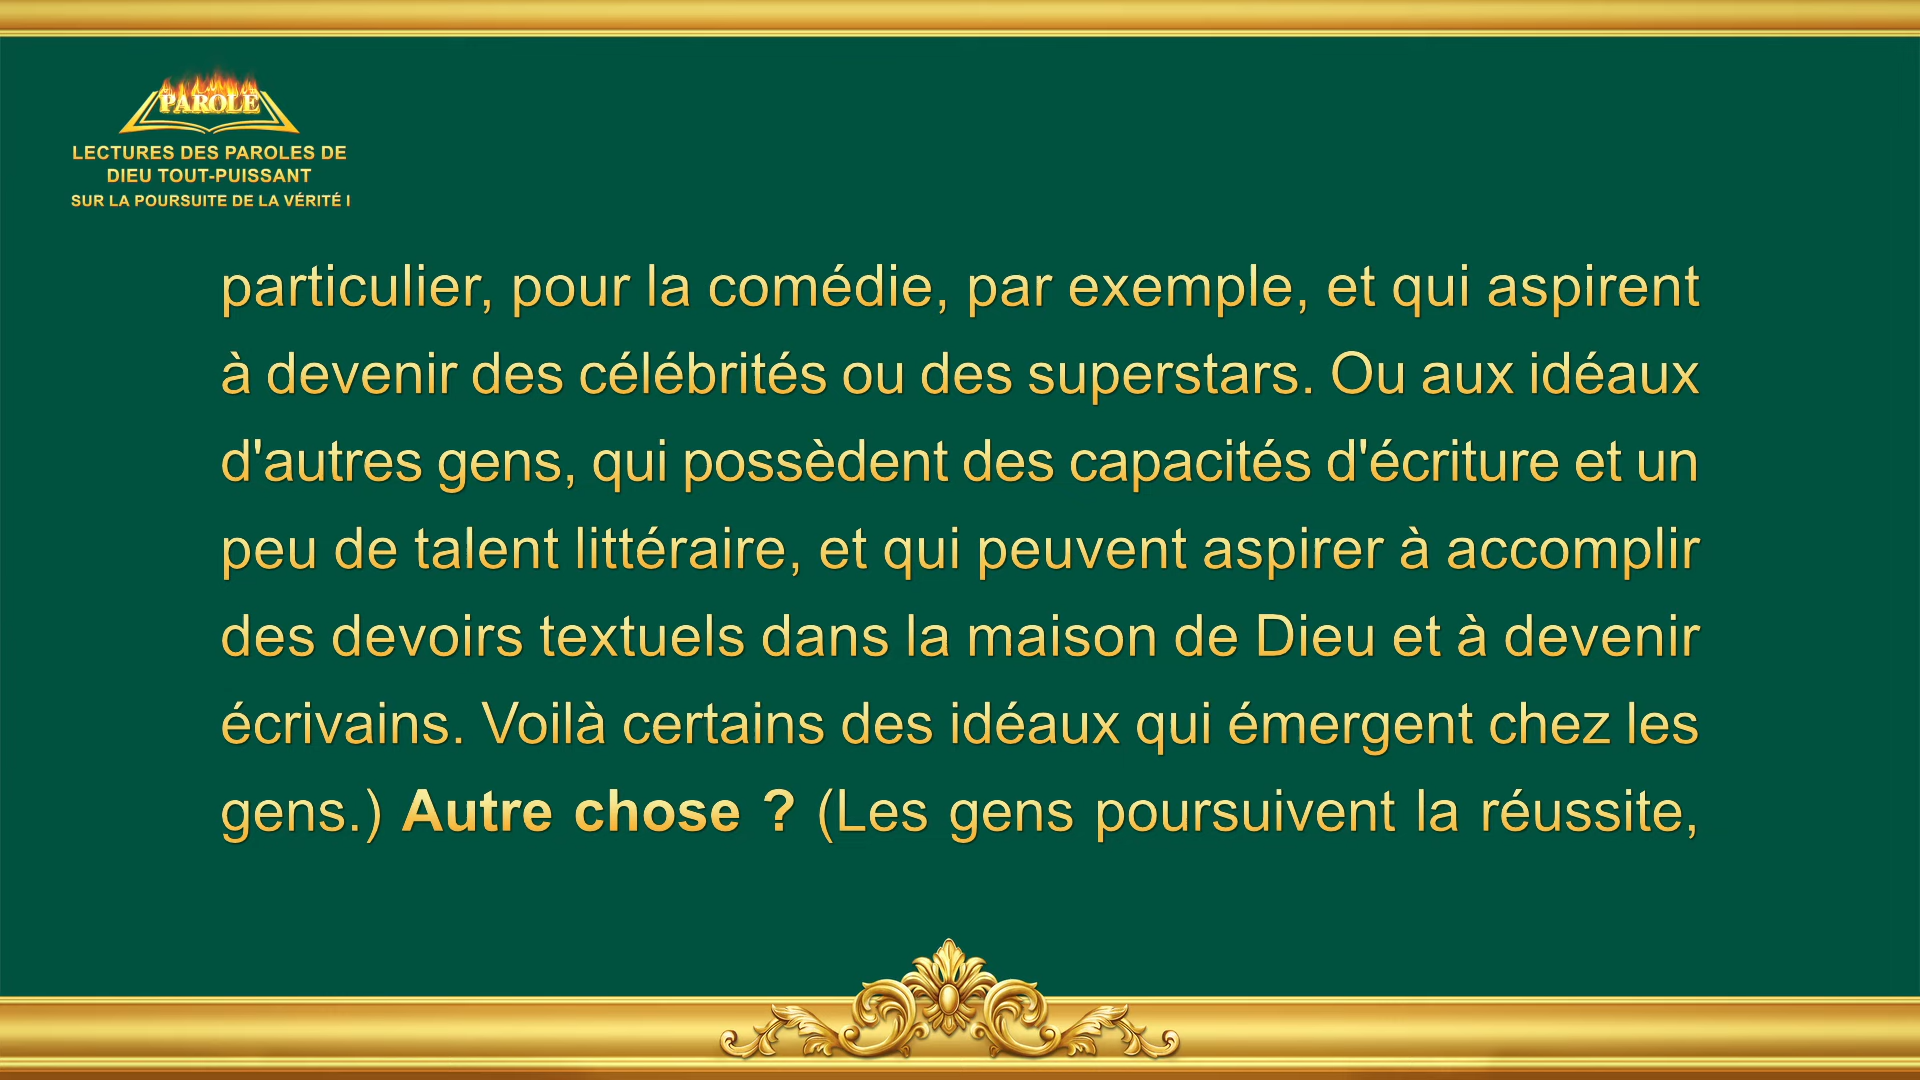 PAROLE
LECTURES DES PAROLES DE
DIEU TOUT-PUISSANT
SUR LA POURSUITE DE LA VÉRITÉ I
particulier, pour la comédie, par exemple, et qui aspirent
à devenir des célébrités ou des superstars. Ou aux idéaux
d'autres gens, qui possèdent des capacités d'écriture et un
peu de talent littéraire, et qui peuvent aspirer à accomplir
des devoirs textuels dans la maison de Dieu et à devenir
écrivains. Voilà certains des idéaux qui émergent chez les
gens.) Autre chose ? (Les gens poursuivent la réussite,